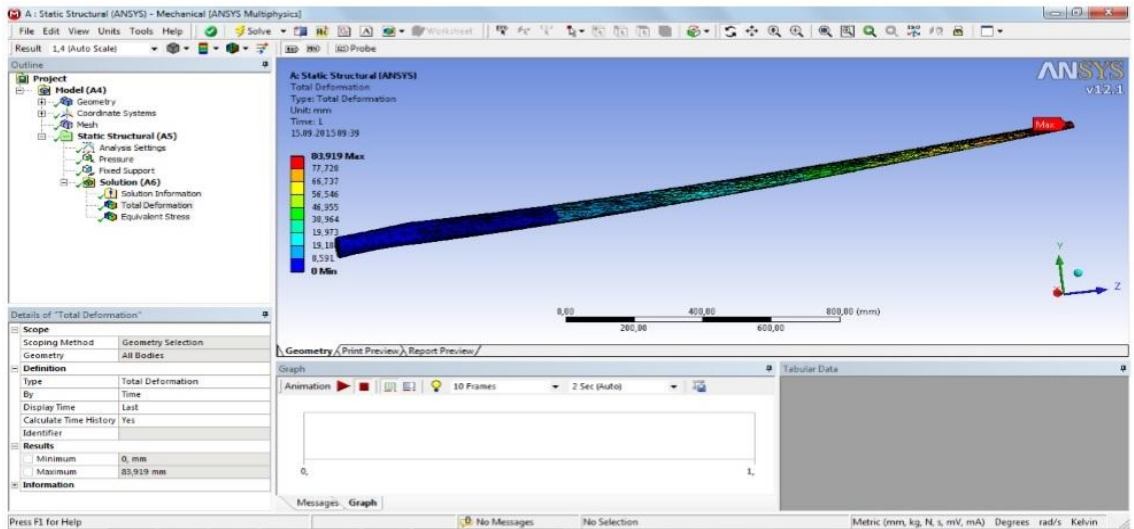 A : Static Structural (ANSYS) - Mechanical [ANSYS Multiphysics]
File Edit View Units Tools Help Solve Worksheet
Result 1,4 (Auto Scale) Probe
Outline
Project
Model (A4)
Geometry
Coordinate Systems
Mesh
Static Structural (A5)
Analysis Settings
Pressure
Fixed Support
Solution (A6)
Solution Information
Total Deformation
Equivalent Stress
A: Static Structural (ANSYS)
Total Deformation
Type: Total Deformation
Unit: mm
Time: 1
15.09.2015 09:39
83,919 Max
77,728
66,737
56,546
46,955
38,964
19,973
19,18
8,591
0 Min
ANSYS
v12.1
Max
Y
Z
0,00 400,00 800,00 (mm)
200,00 600,00
Geometry Print Preview Report Preview
Details of "Total Deformation"
Scope
Scoping Method Geometry Selection
Geometry All Bodies
Definition
Type Total Deformation
By Time
Display Time Last
Calculate Time History Yes
Identifier
Results
Minimum 0, mm
Maximum 83,919 mm
Information
Graph
Animation 10 Frames 2 Sec (Auto)
0, 1,
Messages Graph
Tabular Data
Press F1 for Help No Messages No Selection Metric (mm, kg, N, s, mV, mA) Degrees rad/s Kelvin